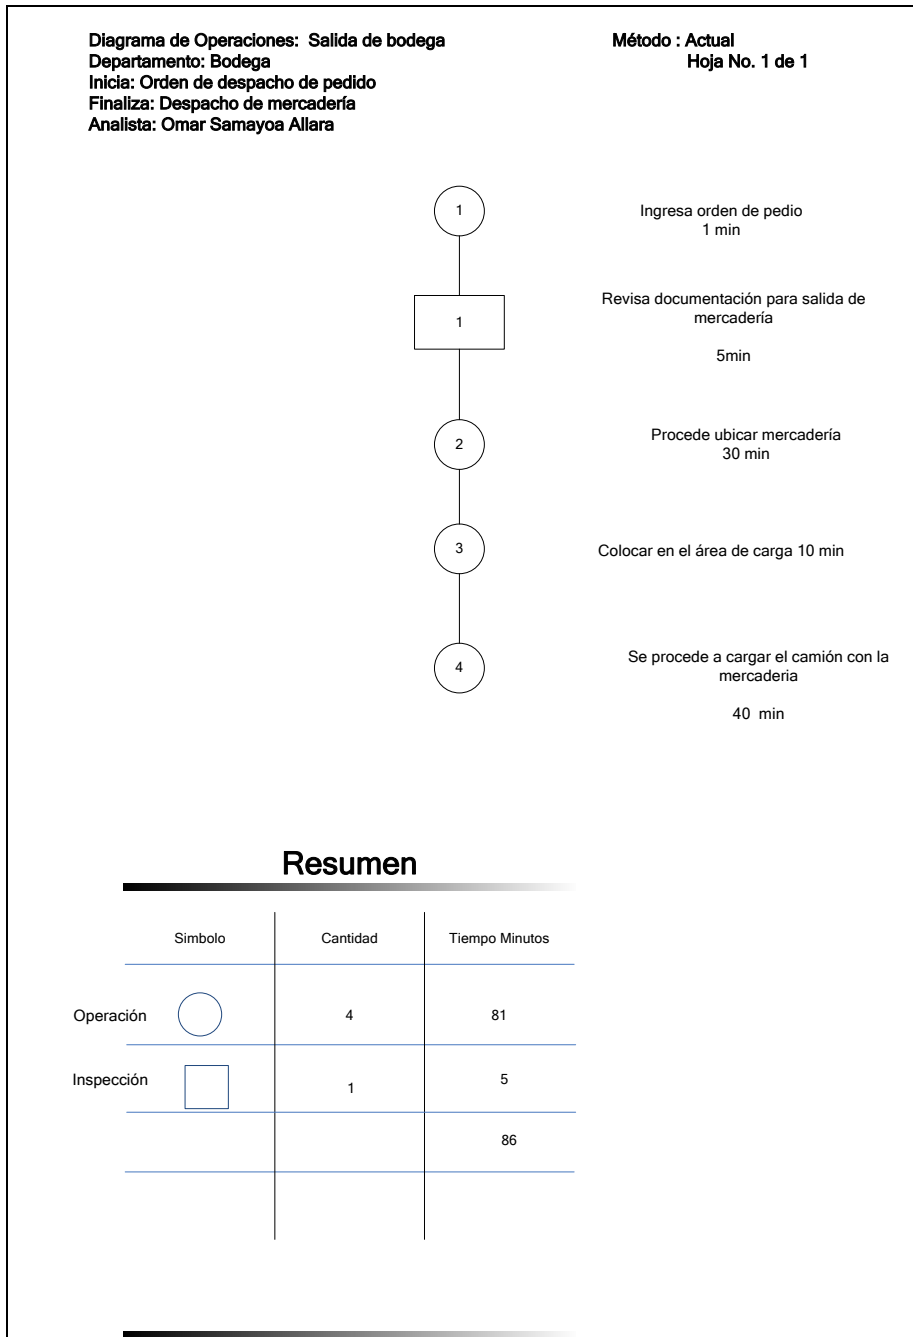 Diagrama de Operaciones: Salida de bodega
Método : Actual
Departamento: Bodega
Hoja No. 1 de 1
Inicia: Orden de despacho de pedido
Finaliza: Despacho de mercadería
Analista: Omar Samayoa Allara
1
Ingresa orden de pedio
1 min
Revisa documentación para salida de
mercadería
1
5min
Procede ubicar mercadería
2
30 min
3
Colocar en el área de carga 10 min
Se procede a cargar el camión con la
4
mercaderia
40 min
Resumen
Simbolo Cantidad Tiempo Minutos
Operación 4 81
Inspección 1 5
86